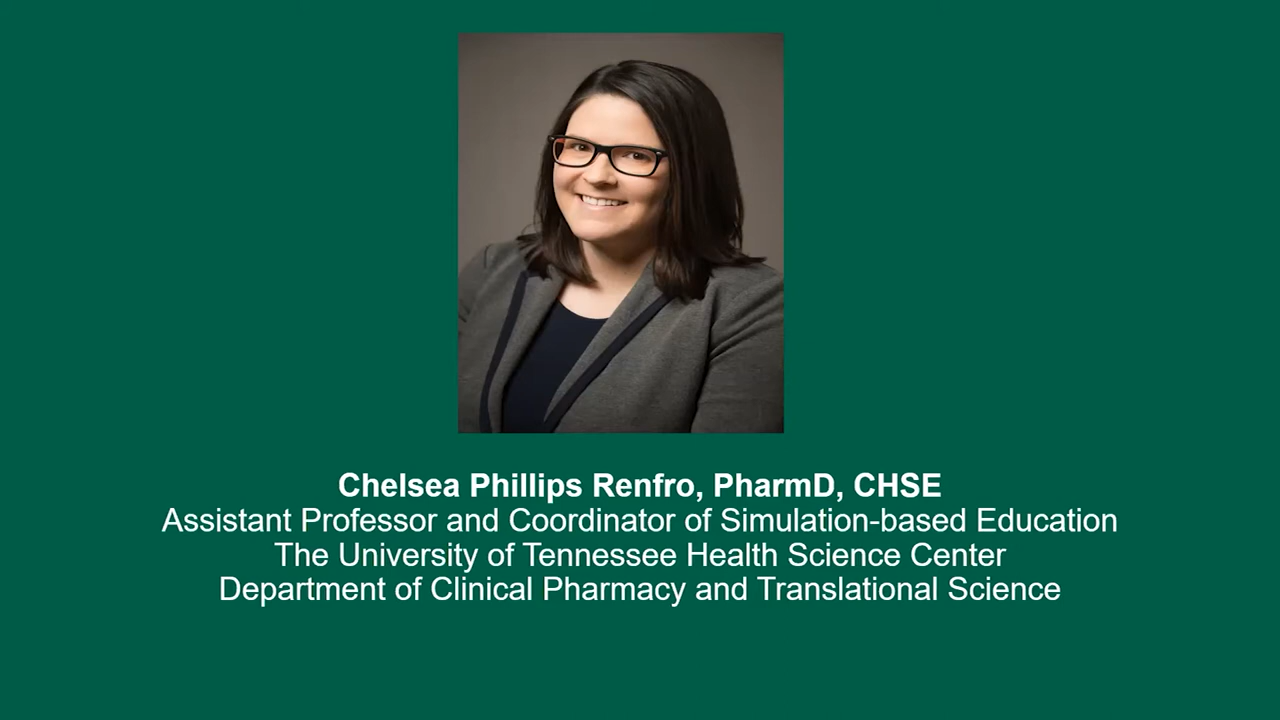 Chelsea Phillips Renfro, PharmD, CHSE
Assistant Professor and Coordinator of Simulation-based Education
The University of Tennessee Health Science Center
Department of Clinical Pharmacy and Translational Science